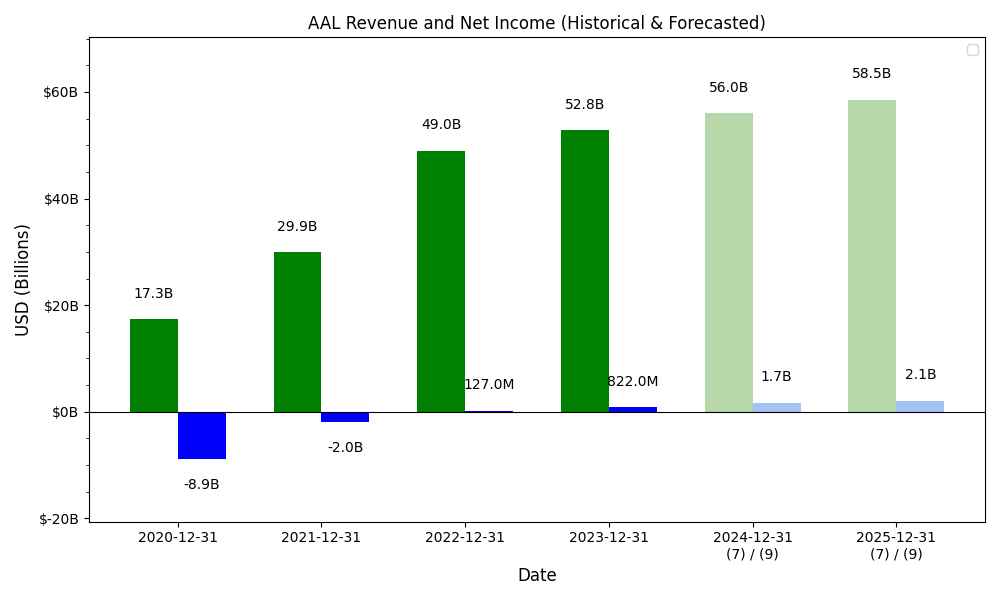 AAL Revenue and Net Income (Historical & Forecasted)
USD (Billions)
$60B
$40B
$20B
$0B
$-20B
17.3B
-8.9B
29.9B
-2.0B
49.0B
127.0M
52.8B
822.0M
56.0B
1.7B
58.5B
2.1B
2020-12-31
2021-12-31
2022-12-31
2023-12-31
2024-12-31
(7) / (9)
2025-12-31
(7) / (9)
Date